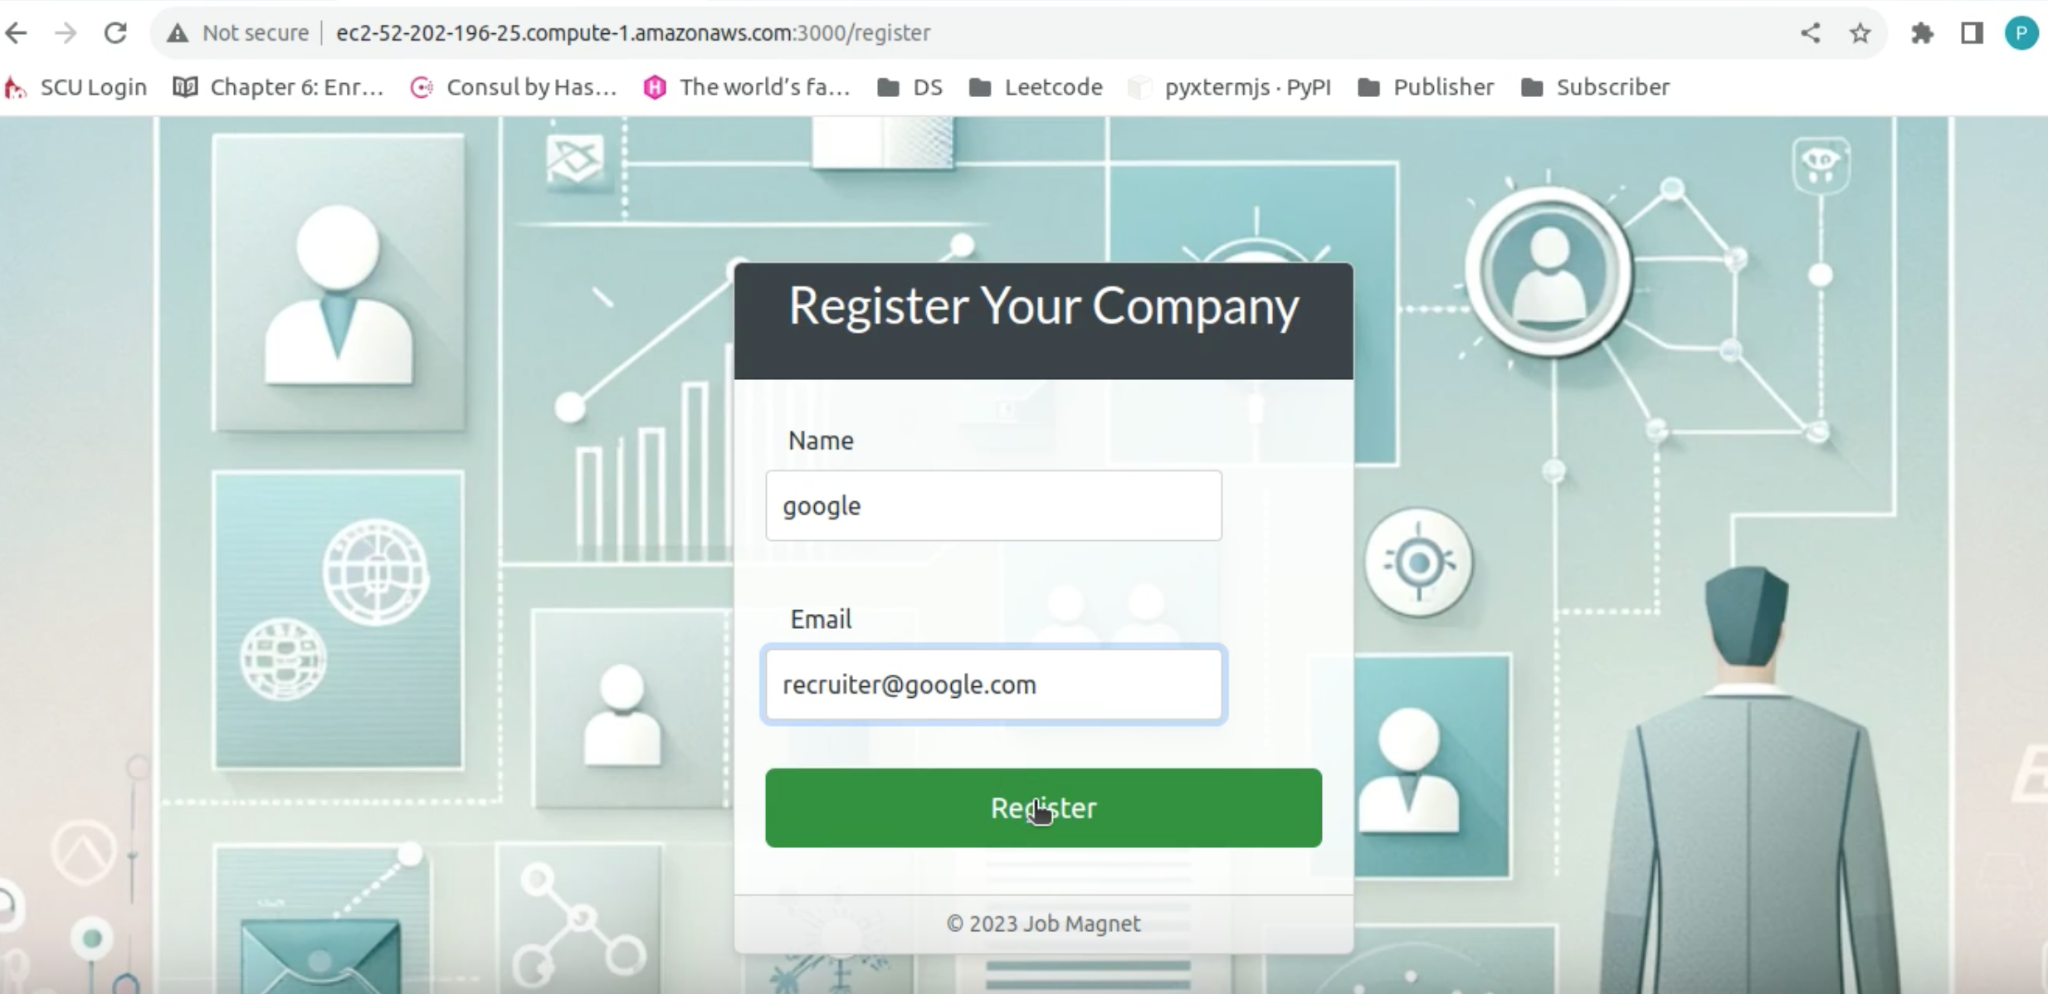 Not secure ec2-52-202-196-25.compute-1.amazonaws.com:3000/register P
SCU Login Chapter 6: Enr... Consul by Has... The world's fa... DS Leetcode pyxtermjs · PyPI Publisher Subscriber
Register Your Company
Name
google
Email
recruiter@google.com
Register
© 2023 Job Magnet